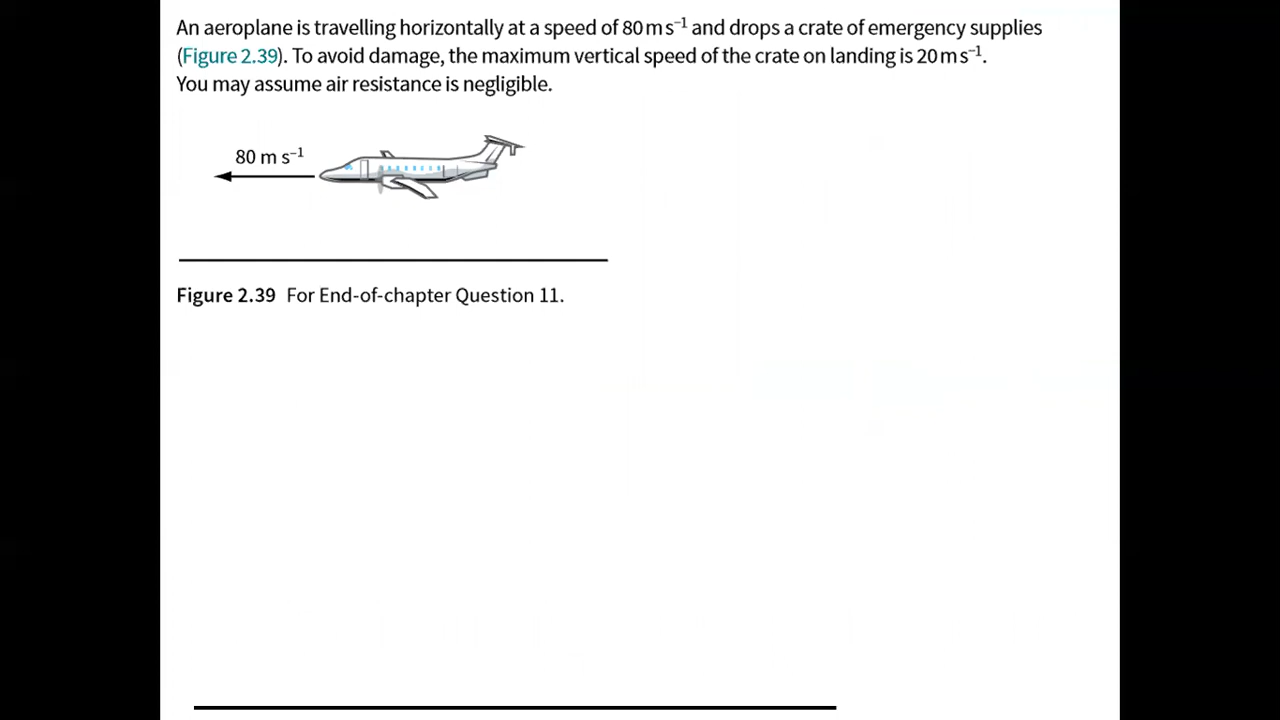 An aeroplane is travelling horizontally at a speed of 80 m s⁻¹ and drops a crate of emergency supplies
(Figure 2.39). To avoid damage, the maximum vertical speed of the crate on landing is 20 m s⁻¹.
You may assume air resistance is negligible.
80 m s⁻¹
Figure 2.39 For End-of-chapter Question 11.